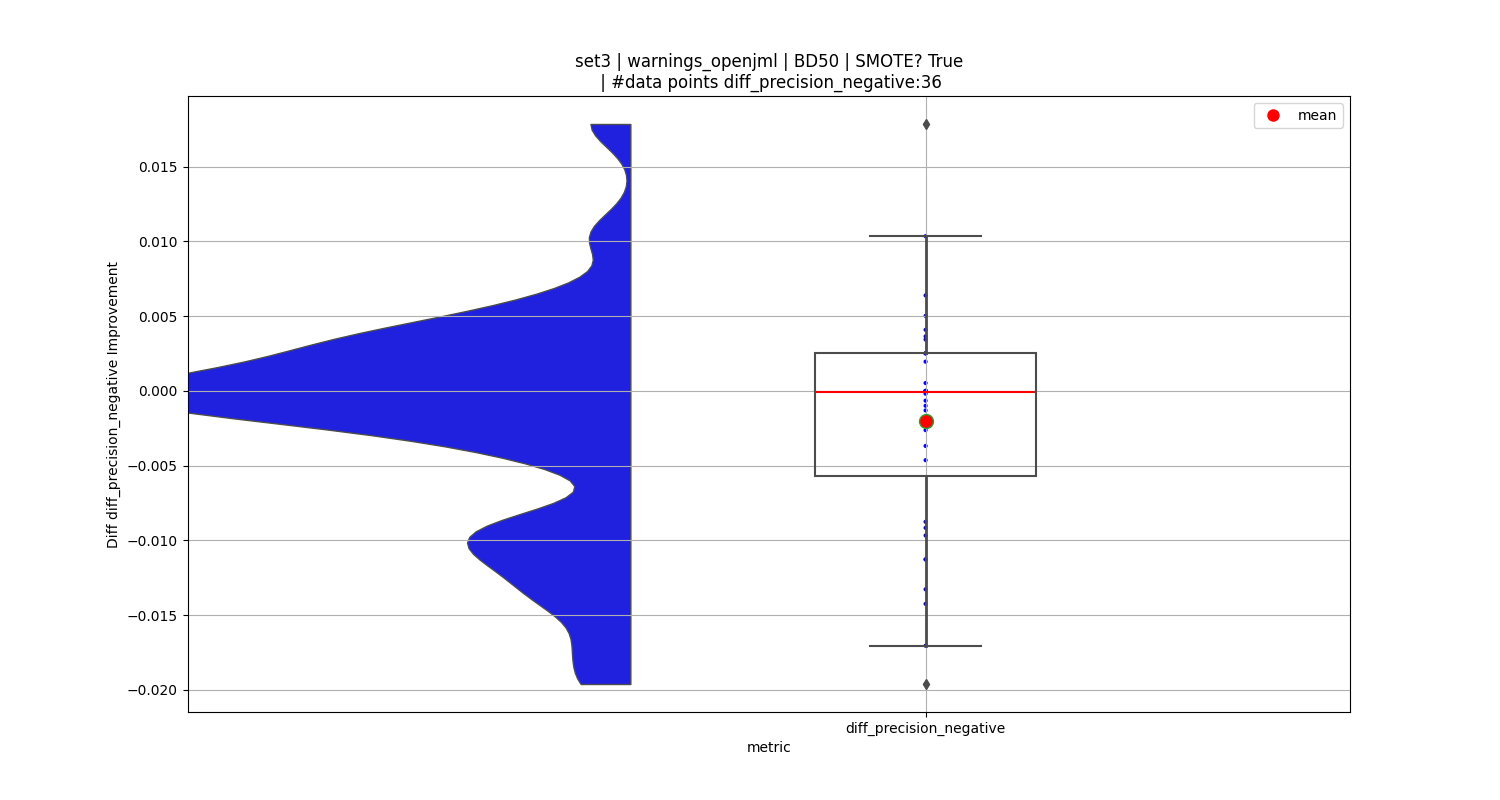 set3 | warnings_openjml | BD50 | SMOTE? True
| #data points diff_precision_negative:36
mean
0.015
0.010
0.005
0.000
−0.005
−0.010
−0.015
−0.020
Diff diff_precision_negative Improvement
diff_precision_negative
metric